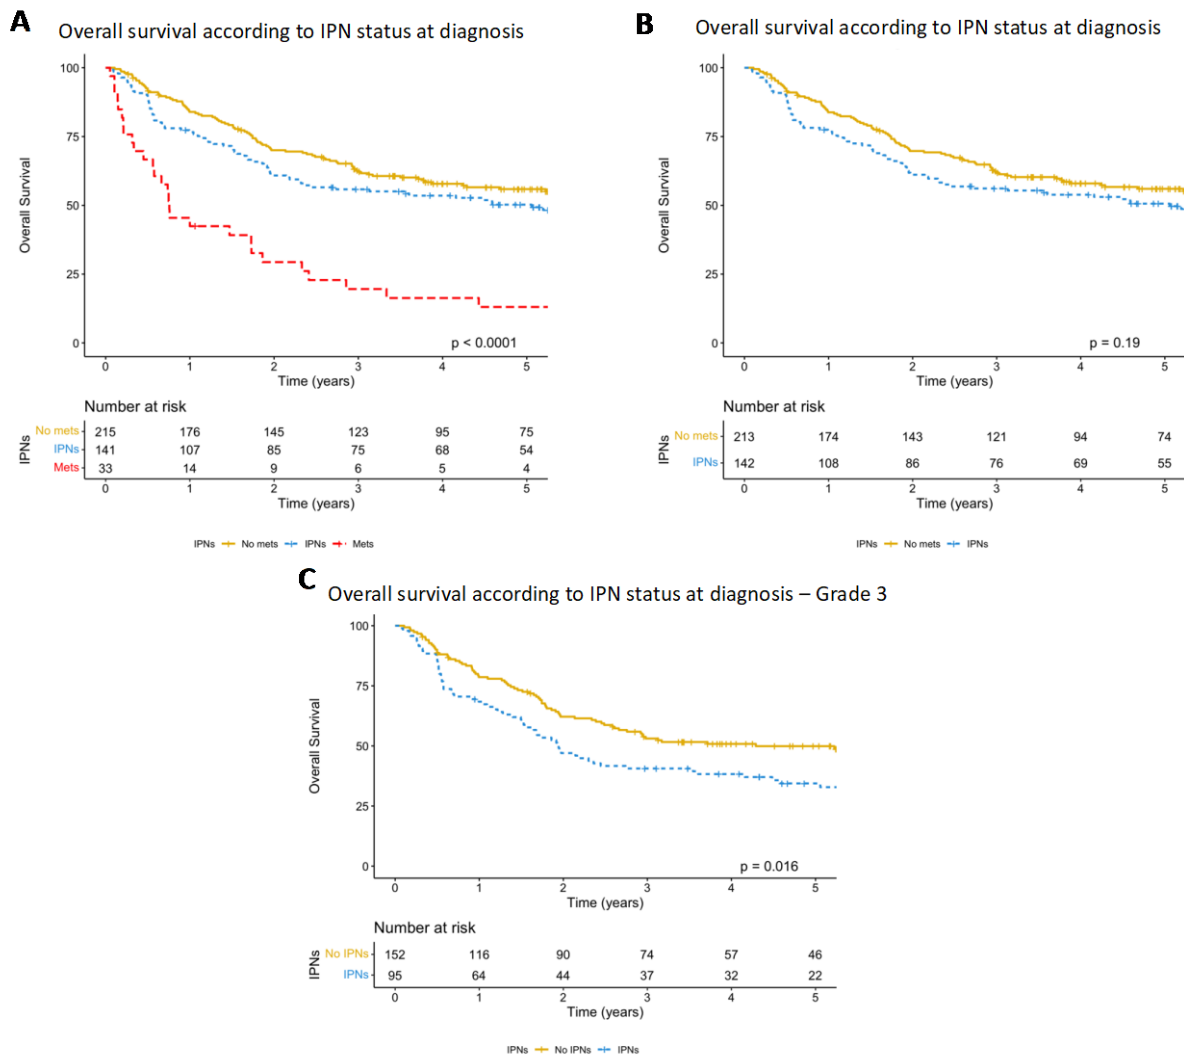 A
Overall survival according to IPN status at diagnosis
100
75
50
25
0
Overall Survival
p < 0.0001
0 1 2 3 4 5
Time (years)
Number at risk
IPNs
No mets 215 176 145 123 95 75
IPNs 141 107 85 75 68 54
Mets 33 14 9 6 5 4
0 1 2 3 4 5
Time (years)
IPNs No mets IPNs Mets
B
Overall survival according to IPN status at diagnosis
100
75
50
25
0
Overall Survival
p = 0.19
0 1 2 3 4 5
Time (years)
Number at risk
IPNs
No mets 213 174 143 121 94 74
IPNs 142 108 86 76 69 55
0 1 2 3 4 5
Time (years)
IPNs No mets IPNs
C
Overall survival according to IPN status at diagnosis – Grade 3
100
75
50
25
0
Overall Survival
p = 0.016
0 1 2 3 4 5
Time (years)
Number at risk
IPNs
No IPNs 152 116 90 74 57 46
IPNs 95 64 44 37 32 22
0 1 2 3 4 5
Time (years)
IPNs No IPNs IPNs